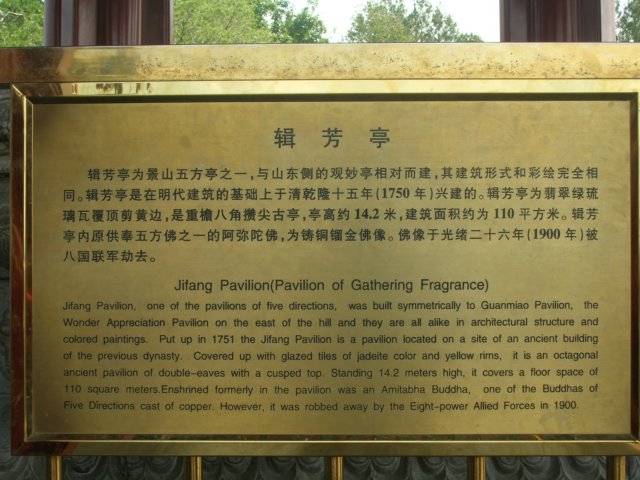 辑芳亭
辑芳亭为景山五方亭之一，与山东侧的观妙亭相对而建，其建筑形式和彩绘完全相
同。辑芳亭是在明代建筑的基础上于清乾隆十五年（1750 年）兴建的。辑芳亭为翡翠绿琉
璃瓦覆顶剪黄边，是重檐八角攒尖古亭，亭高约 14.2 米，建筑面积约为 110 平方米。辑芳
亭内原供奉五方佛之一的阿弥陀佛，为铸铜镏金佛像。佛像于光绪二十六年（1900 年）被
八国联军劫去。
Jifang Pavilion(Pavilion of Gathering Fragrance)
Jifang Pavilion, one of the pavilions of five directions, was built symmetrically to Guanmiao Pavilion, the
Wonder Appreciation Pavilion on the east of the hill and they are all alike in architectural structure and
colored paintings. Put up in 1751 the Jifang Pavilion is a pavilion located on a site of an ancient building
of the previous dynasty. Covered up with glazed tiles of jadeite color and yellow rims, it is an octagonal
ancient pavilion of double-eaves with a cusped top. Standing 14.2 meters high, it covers a floor space of
110 square meters.Enshrined formerly in the pavilion was an Amitabha Buddha, one of the Buddhas of
Five Directions cast of copper. However, it was robbed away by the Eight-power Allied Forces in 1900.